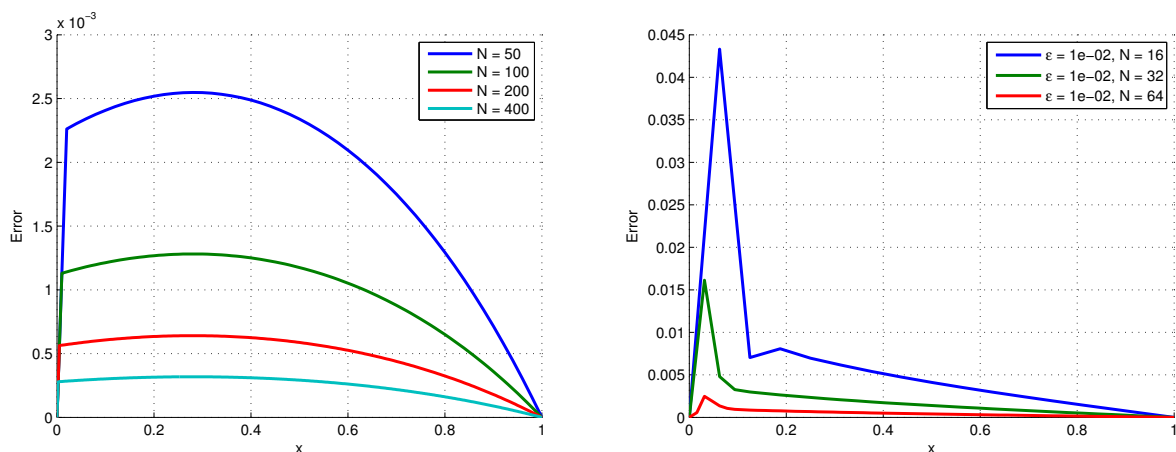 x 10⁻³
3
2.5
2
1.5
1
0.5
0
0 0.2 0.4 0.6 0.8 1
x
Error
N = 50
N = 100
N = 200
N = 400
0.045
0.04
0.035
0.03
0.025
0.02
0.015
0.01
0.005
0
0 0.2 0.4 0.6 0.8 1
x
Error
ε = 1e−02, N = 16
ε = 1e−02, N = 32
ε = 1e−02, N = 64